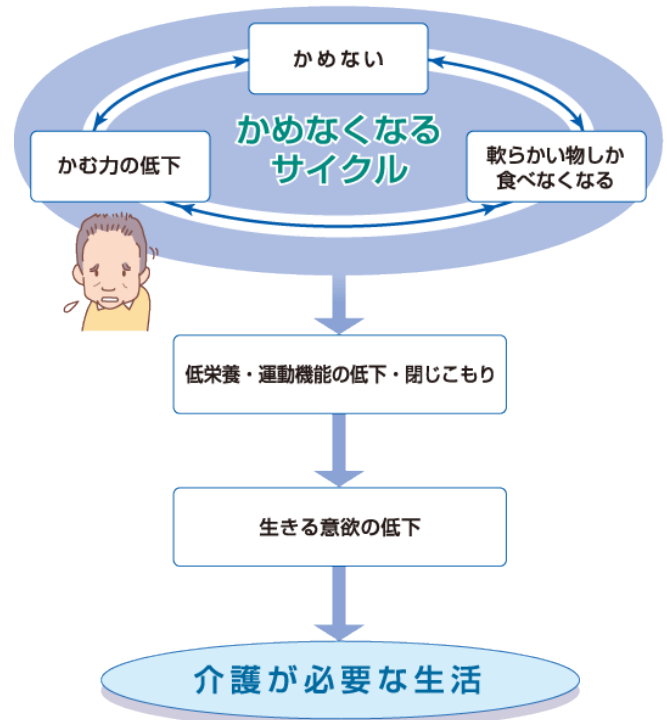 かめない
かめなくなる
サイクル
かむ力の低下
軟らかい物しか
食べなくなる
低栄養・運動機能の低下・閉じこもり
生きる意欲の低下
介護が必要な生活